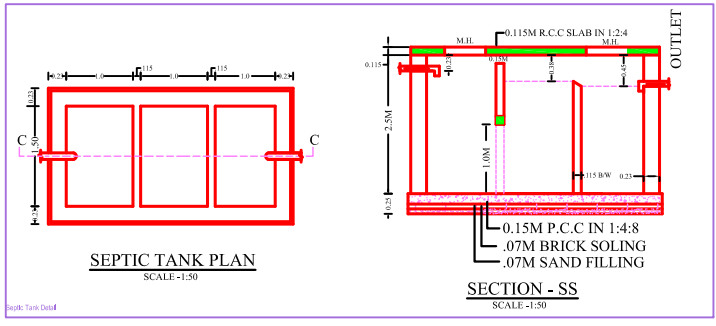 115
115
0.23
1.0
1.0
1.0
0.23
0.23
1.50
0.23
C
C
SEPTIC TANK PLAN
SCALE -1:50
Septic Tank Detail
0.115M R.C.C SLAB IN 1:2:4
M.H.
M.H.
OUTLET
0.115
0.23
0.15M
0.38
0.45
2.5M
1.0M
.115 B/W
0.23
0.25
0.15M P.C.C IN 1:4:8
.07M BRICK SOLING
.07M SAND FILLING
SECTION - SS
SCALE -1:50